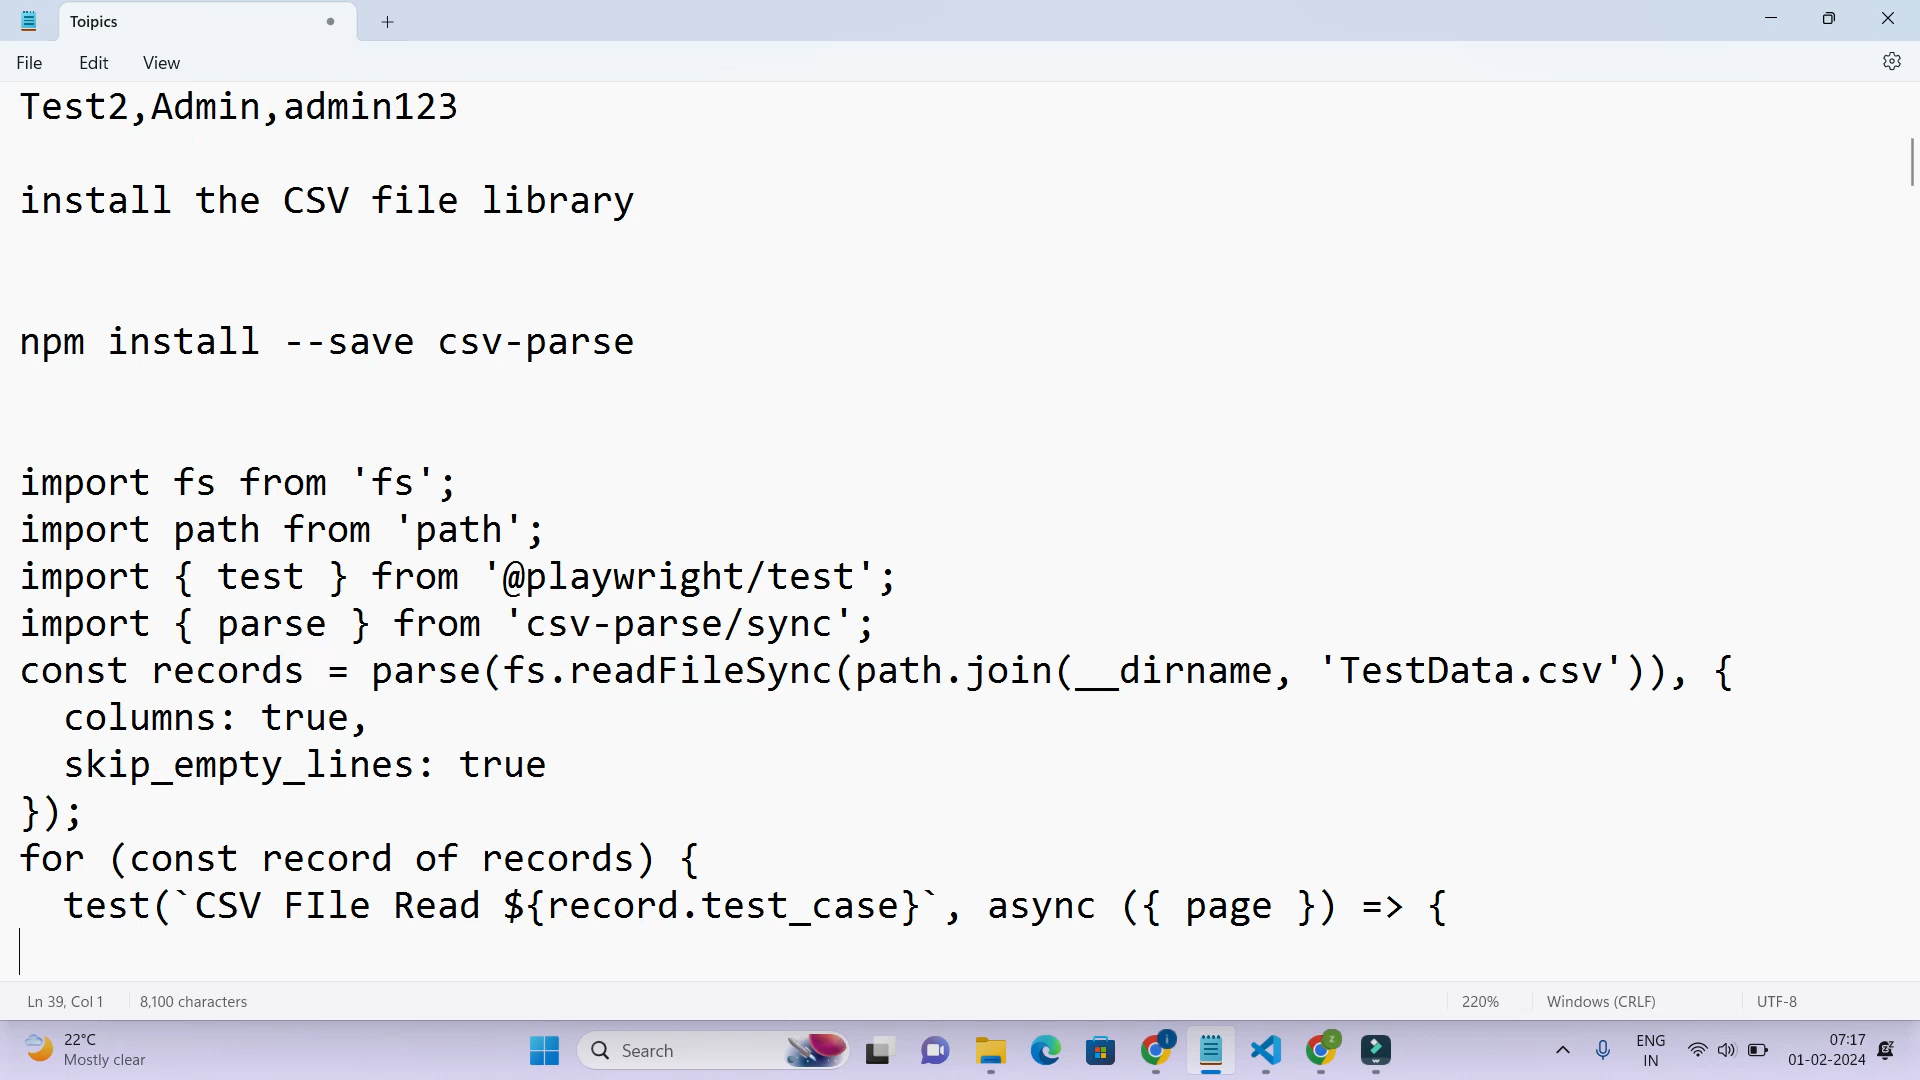 Toipics
File Edit View
Test2,Admin,admin123
install the CSV file library
npm install --save csv-parse
import fs from 'fs';
import path from 'path';
import { test } from '@playwright/test';
import { parse } from 'csv-parse/sync';
const records = parse(fs.readFileSync(path.join(__dirname, 'TestData.csv')), {
  columns: true,
  skip_empty_lines: true
});
for (const record of records) {
  test(`CSV FIle Read ${record.test_case}`, async ({ page }) => {
Ln 39, Col 1 8,100 characters 220% Windows (CRLF) UTF-8
22°C
Mostly clear
Search
ENG
IN
07:17
01-02-2024